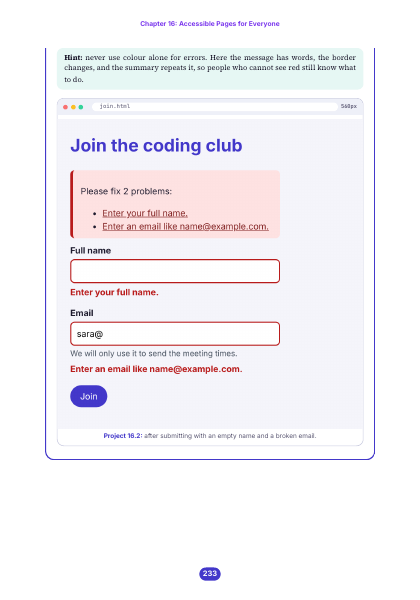 Chapter 16: Accessible Pages for Everyone
Hint: never use colour alone for errors. Here the message has words, the border
changes, and the summary repeats it, so people who cannot see red still know what
to do.
join.html
560px
Join the coding club
Please fix 2 problems:
• Enter your full name.
• Enter an email like name@example.com.
Full name
Enter your full name.
Email
sara@
We will only use it to send the meeting times.
Enter an email like name@example.com.
Join
Project 16.2: after submitting with an empty name and a broken email.
233